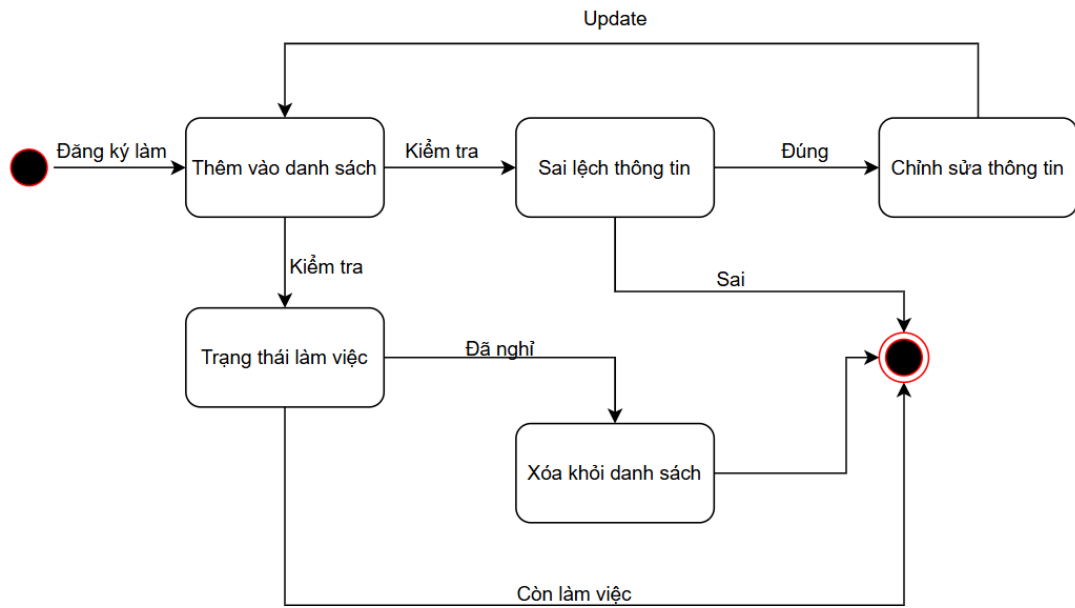 Update
Đăng ký làm
Thêm vào danh sách
Kiểm tra
Sai lệch thông tin
Đúng
Chỉnh sửa thông tin
Kiểm tra
Sai
Trạng thái làm việc
Đã nghỉ
Xóa khỏi danh sách
Còn làm việc